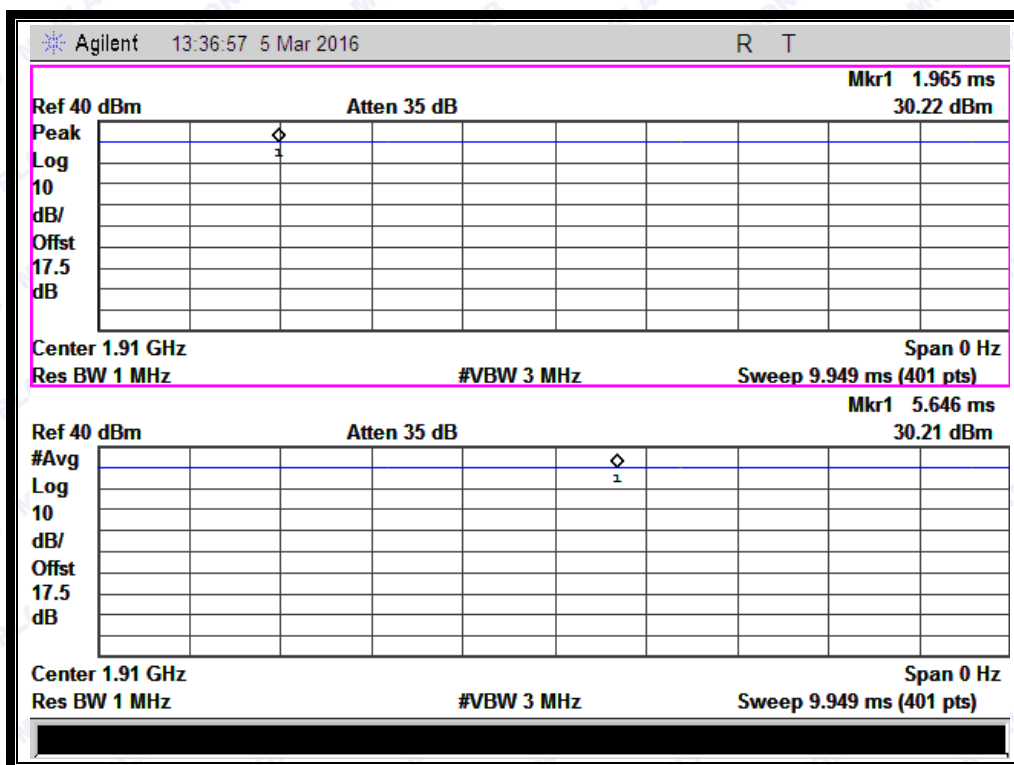 Agilent 13:36:57 5 Mar 2016 R T
Mkr1 1.965 ms
Ref 40 dBm Atten 35 dB 30.22 dBm
Peak
1
Log
10
dB/
Offst
17.5
dB
Center 1.91 GHz Span 0 Hz
Res BW 1 MHz #VBW 3 MHz Sweep 9.949 ms (401 pts)
Mkr1 5.646 ms
Ref 40 dBm Atten 35 dB 30.21 dBm
#Avg
1
Log
10
dB/
Offst
17.5
dB
Center 1.91 GHz Span 0 Hz
Res BW 1 MHz #VBW 3 MHz Sweep 9.949 ms (401 pts)